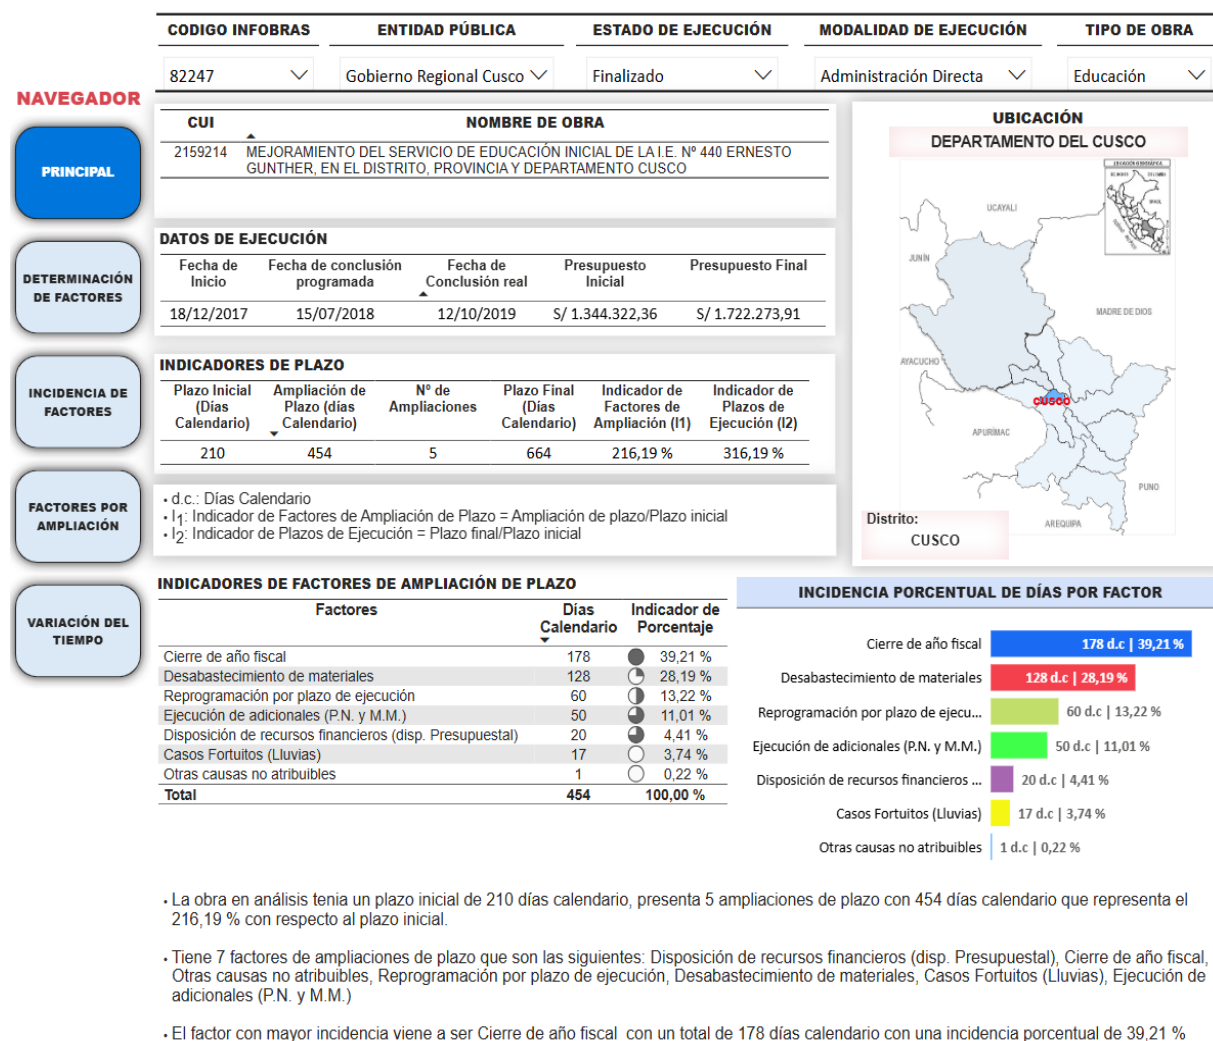 CODIGO INFOBRAS ENTIDAD PÚBLICA ESTADO DE EJECUCIÓN MODALIDAD DE EJECUCIÓN TIPO DE OBRA
82247 Gobierno Regional Cusco Finalizado Administración Directa Educación
NAVEGADOR
PRINCIPAL
DETERMINACIÓN
DE FACTORES
INCIDENCIA DE
FACTORES
FACTORES POR
AMPLIACIÓN
VARIACIÓN DEL
TIEMPO
CUI NOMBRE DE OBRA
2159214 MEJORAMIENTO DEL SERVICIO DE EDUCACIÓN INICIAL DE LA I.E. Nº 440 ERNESTO
GUNTHER, EN EL DISTRITO, PROVINCIA Y DEPARTAMENTO CUSCO
DATOS DE EJECUCIÓN
Fecha de Fecha de conclusión Fecha de Presupuesto Presupuesto Final
Inicio programada Conclusión real Inicial
18/12/2017 15/07/2018 12/10/2019 S/ 1.344.322,36 S/ 1.722.273,91
INDICADORES DE PLAZO
Plazo Inicial Ampliación de Nº de Plazo Final Indicador de Indicador de
(Días Plazo (días Ampliaciones (Días Factores de Plazos de
Calendario) Calendario) Calendario) Ampliación (I1) Ejecución (I2)
210 454 5 664 216,19 % 316,19 %
• d.c.: Días Calendario
• I1: Indicador de Factores de Ampliación de Plazo = Ampliación de plazo/Plazo inicial
• I2: Indicador de Plazos de Ejecución = Plazo final/Plazo inicial
UBICACIÓN
DEPARTAMENTO DEL CUSCO
UCAYALI
JUNÍN
MADRE DE DIOS
AYACUCHO
CUSCO
APURÍMAC
PUNO
AREQUIPA
Distrito:
CUSCO
INDICADORES DE FACTORES DE AMPLIACIÓN DE PLAZO
Factores Días Indicador de
Calendario Porcentaje
Cierre de año fiscal 178 39,21 %
Desabastecimiento de materiales 128 28,19 %
Reprogramación por plazo de ejecución 60 13,22 %
Ejecución de adicionales (P.N. y M.M.) 50 11,01 %
Disposición de recursos financieros (disp. Presupuestal) 20 4,41 %
Casos Fortuitos (Lluvias) 17 3,74 %
Otras causas no atribuibles 1 0,22 %
Total 454 100,00 %
INCIDENCIA PORCENTUAL DE DÍAS POR FACTOR
Cierre de año fiscal 178 d.c | 39,21 %
Desabastecimiento de materiales 128 d.c | 28,19 %
Reprogramación por plazo de ejecu... 60 d.c | 13,22 %
Ejecución de adicionales (P.N. y M.M.) 50 d.c | 11,01 %
Disposición de recursos financieros ... 20 d.c | 4,41 %
Casos Fortuitos (Lluvias) 17 d.c | 3,74 %
Otras causas no atribuibles 1 d.c | 0,22 %
• La obra en análisis tenia un plazo inicial de 210 días calendario, presenta 5 ampliaciones de plazo con 454 días calendario que representa el
216,19 % con respecto al plazo inicial.
• Tiene 7 factores de ampliaciones de plazo que son las siguientes: Disposición de recursos financieros (disp. Presupuestal), Cierre de año fiscal,
Otras causas no atribuibles, Reprogramación por plazo de ejecución, Desabastecimiento de materiales, Casos Fortuitos (Lluvias), Ejecución de
adicionales (P.N. y M.M.)
• El factor con mayor incidencia viene a ser Cierre de año fiscal con un total de 178 días calendario con una incidencia porcentual de 39,21 %